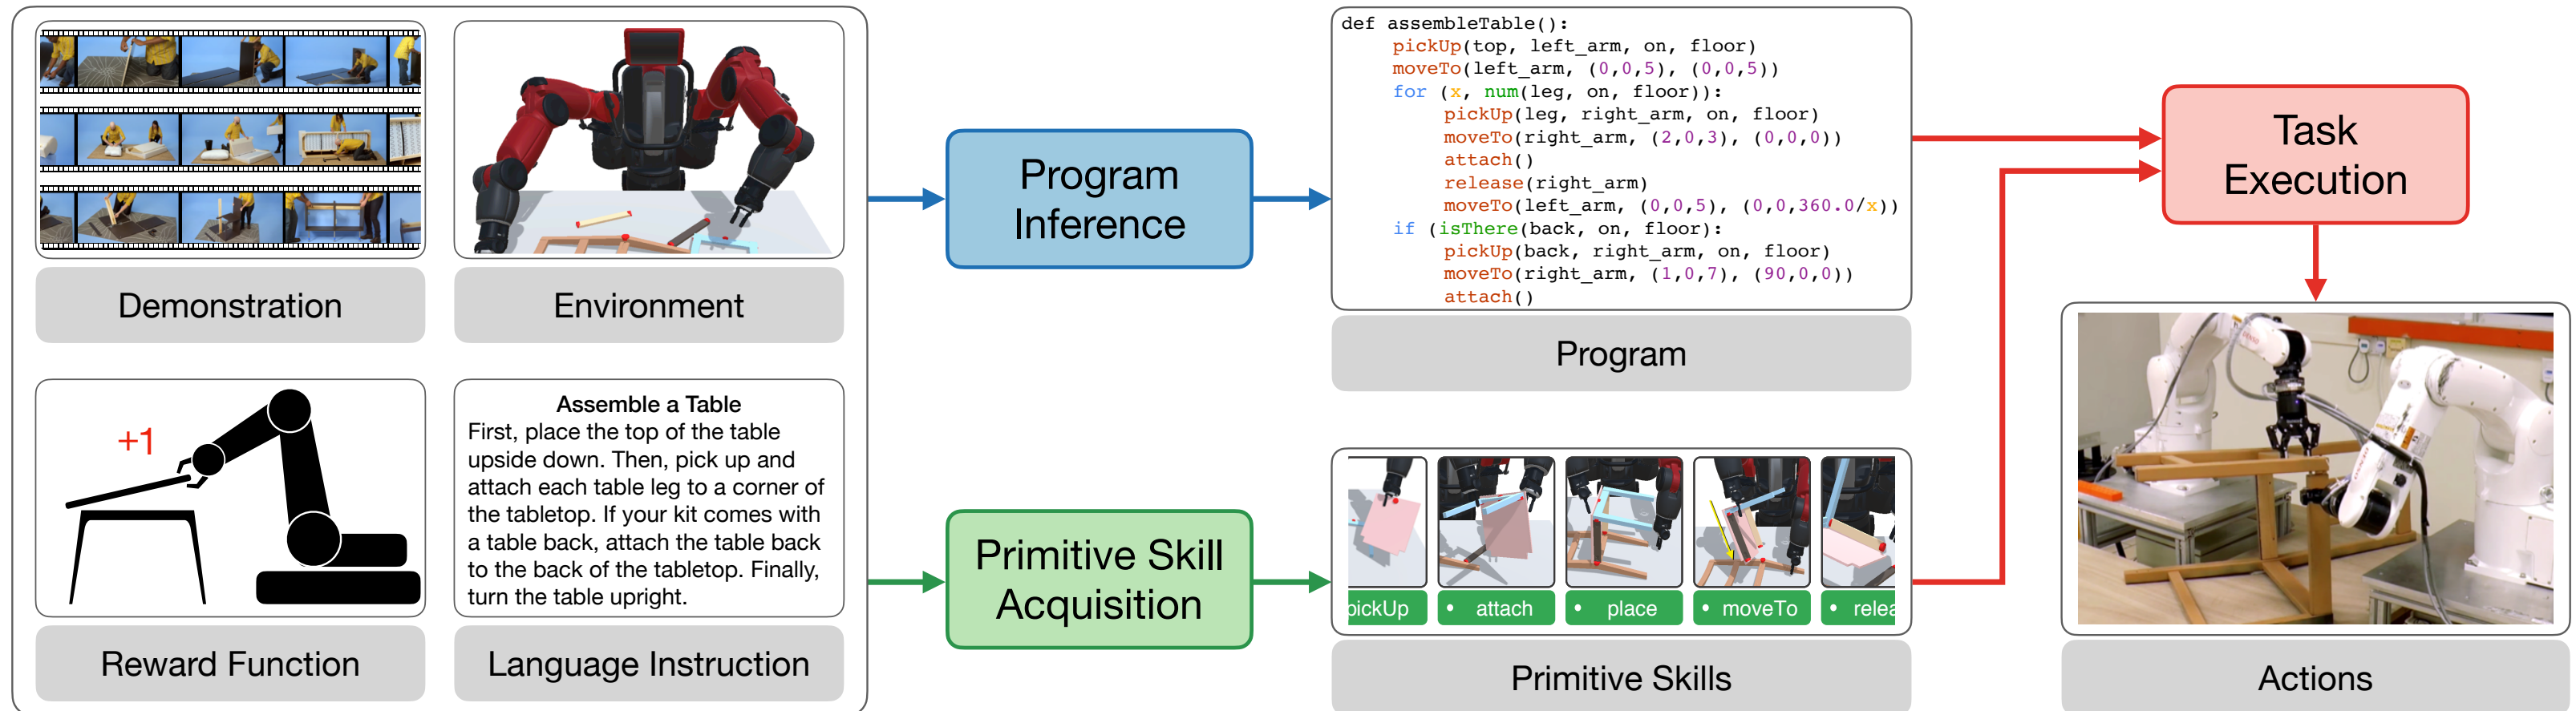 Demonstration
Environment
+1
Reward Function
Assemble a Table
First, place the top of the table
upside down. Then, pick up and
attach each table leg to a corner of
the tabletop. If your kit comes with
a table back, attach the table back
to the back of the tabletop. Finally,
turn the table upright.
Language Instruction
Program
Inference
Primitive Skill
Acquisition
def assembleTable():
pickUp(top, left_arm, on, floor)
moveTo(left_arm, (0,0,5), (0,0,5))
for (x, num(leg, on, floor)):
pickUp(leg, right_arm, on, floor)
moveTo(right_arm, (2,0,3), (0,0,0))
attach()
release(right_arm)
moveTo(left_arm, (0,0,5), (0,0,360.0/x))
if (isThere(back, on, floor):
pickUp(back, right_arm, on, floor)
moveTo(right_arm, (1,0,7), (90,0,0))
attach()
Program
pickUp
• attach
• place
• moveTo
• relea
Primitive Skills
Task
Execution
Actions